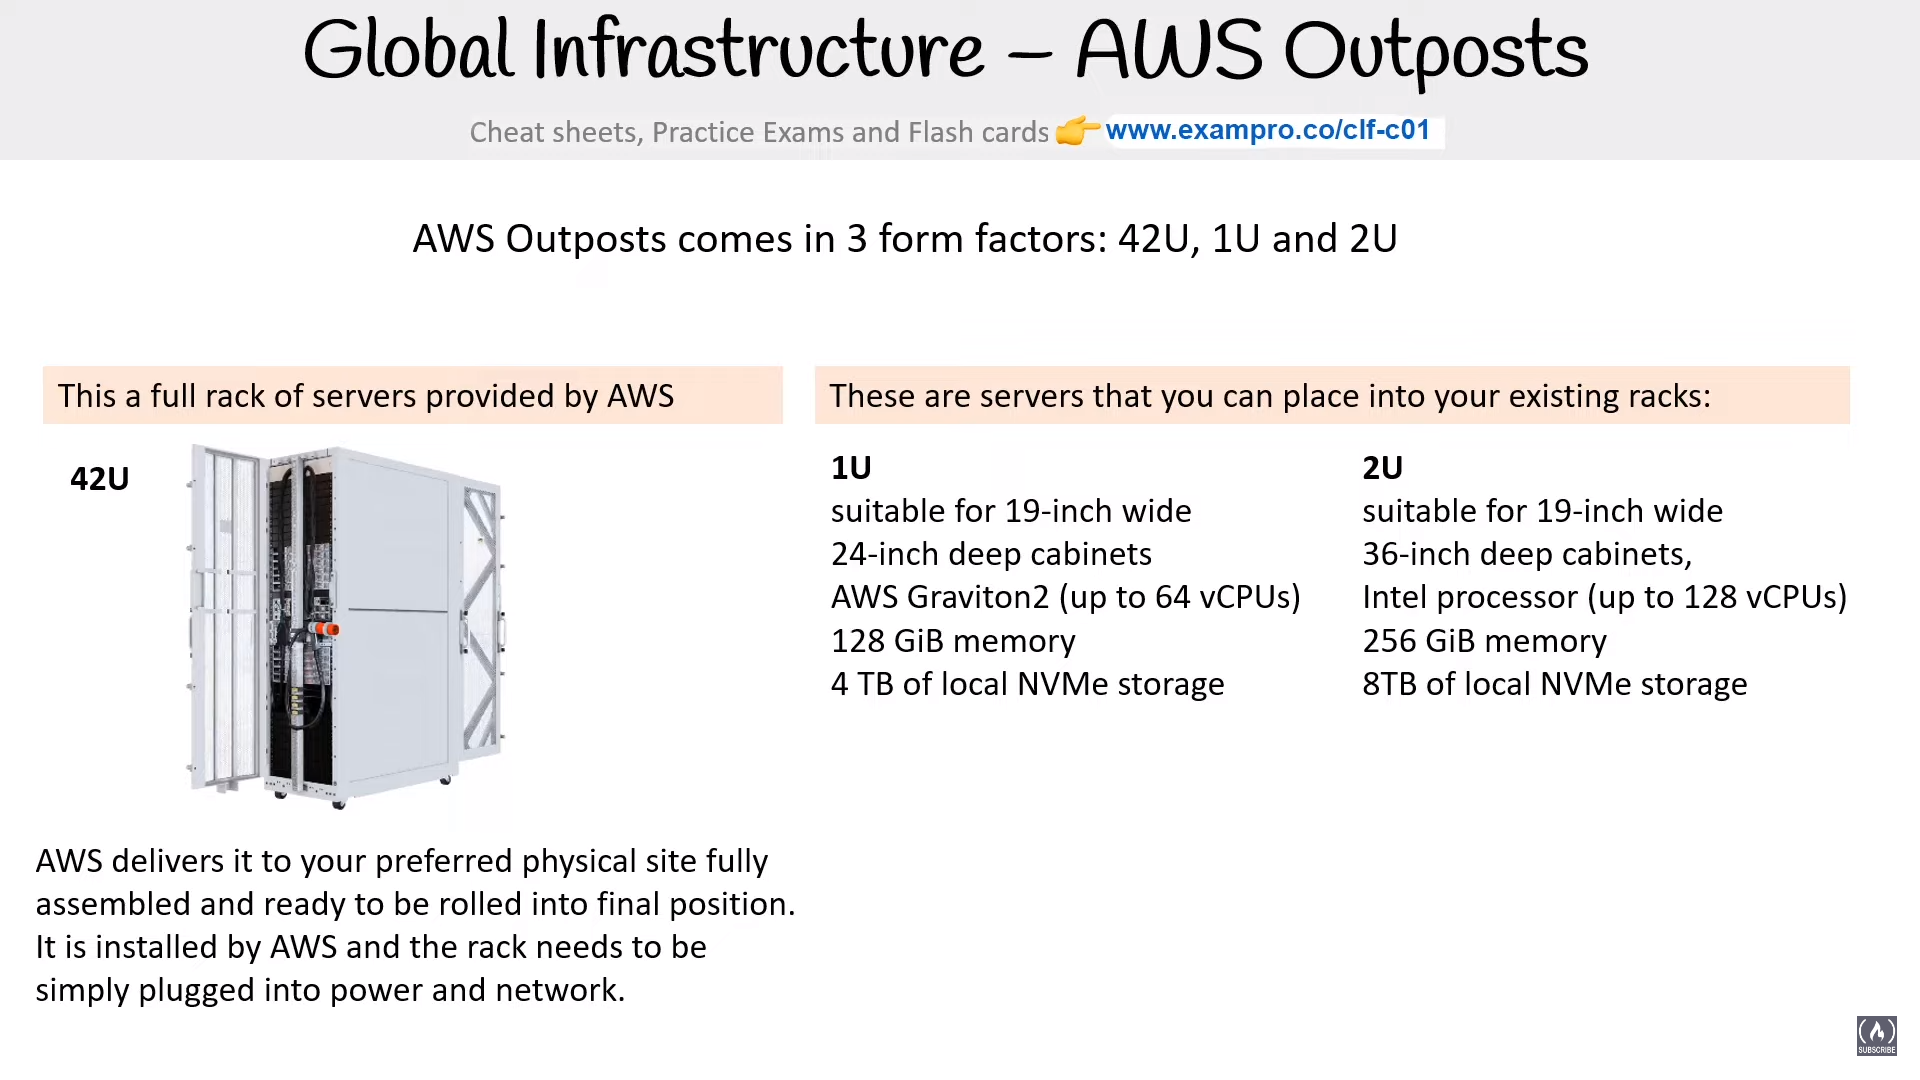 Global Infrastructure – AWS Outposts
Cheat sheets, Practice Exams and Flash cards 👉 www.exampro.co/clf-c01
AWS Outposts comes in 3 form factors: 42U, 1U and 2U
This a full rack of servers provided by AWS
42U
AWS delivers it to your preferred physical site fully
assembled and ready to be rolled into final position.
It is installed by AWS and the rack needs to be
simply plugged into power and network.
These are servers that you can place into your existing racks:
1U
suitable for 19-inch wide
24-inch deep cabinets
AWS Graviton2 (up to 64 vCPUs)
128 GiB memory
4 TB of local NVMe storage
2U
suitable for 19-inch wide
36-inch deep cabinets,
Intel processor (up to 128 vCPUs)
256 GiB memory
8TB of local NVMe storage
SUBSCRIBE